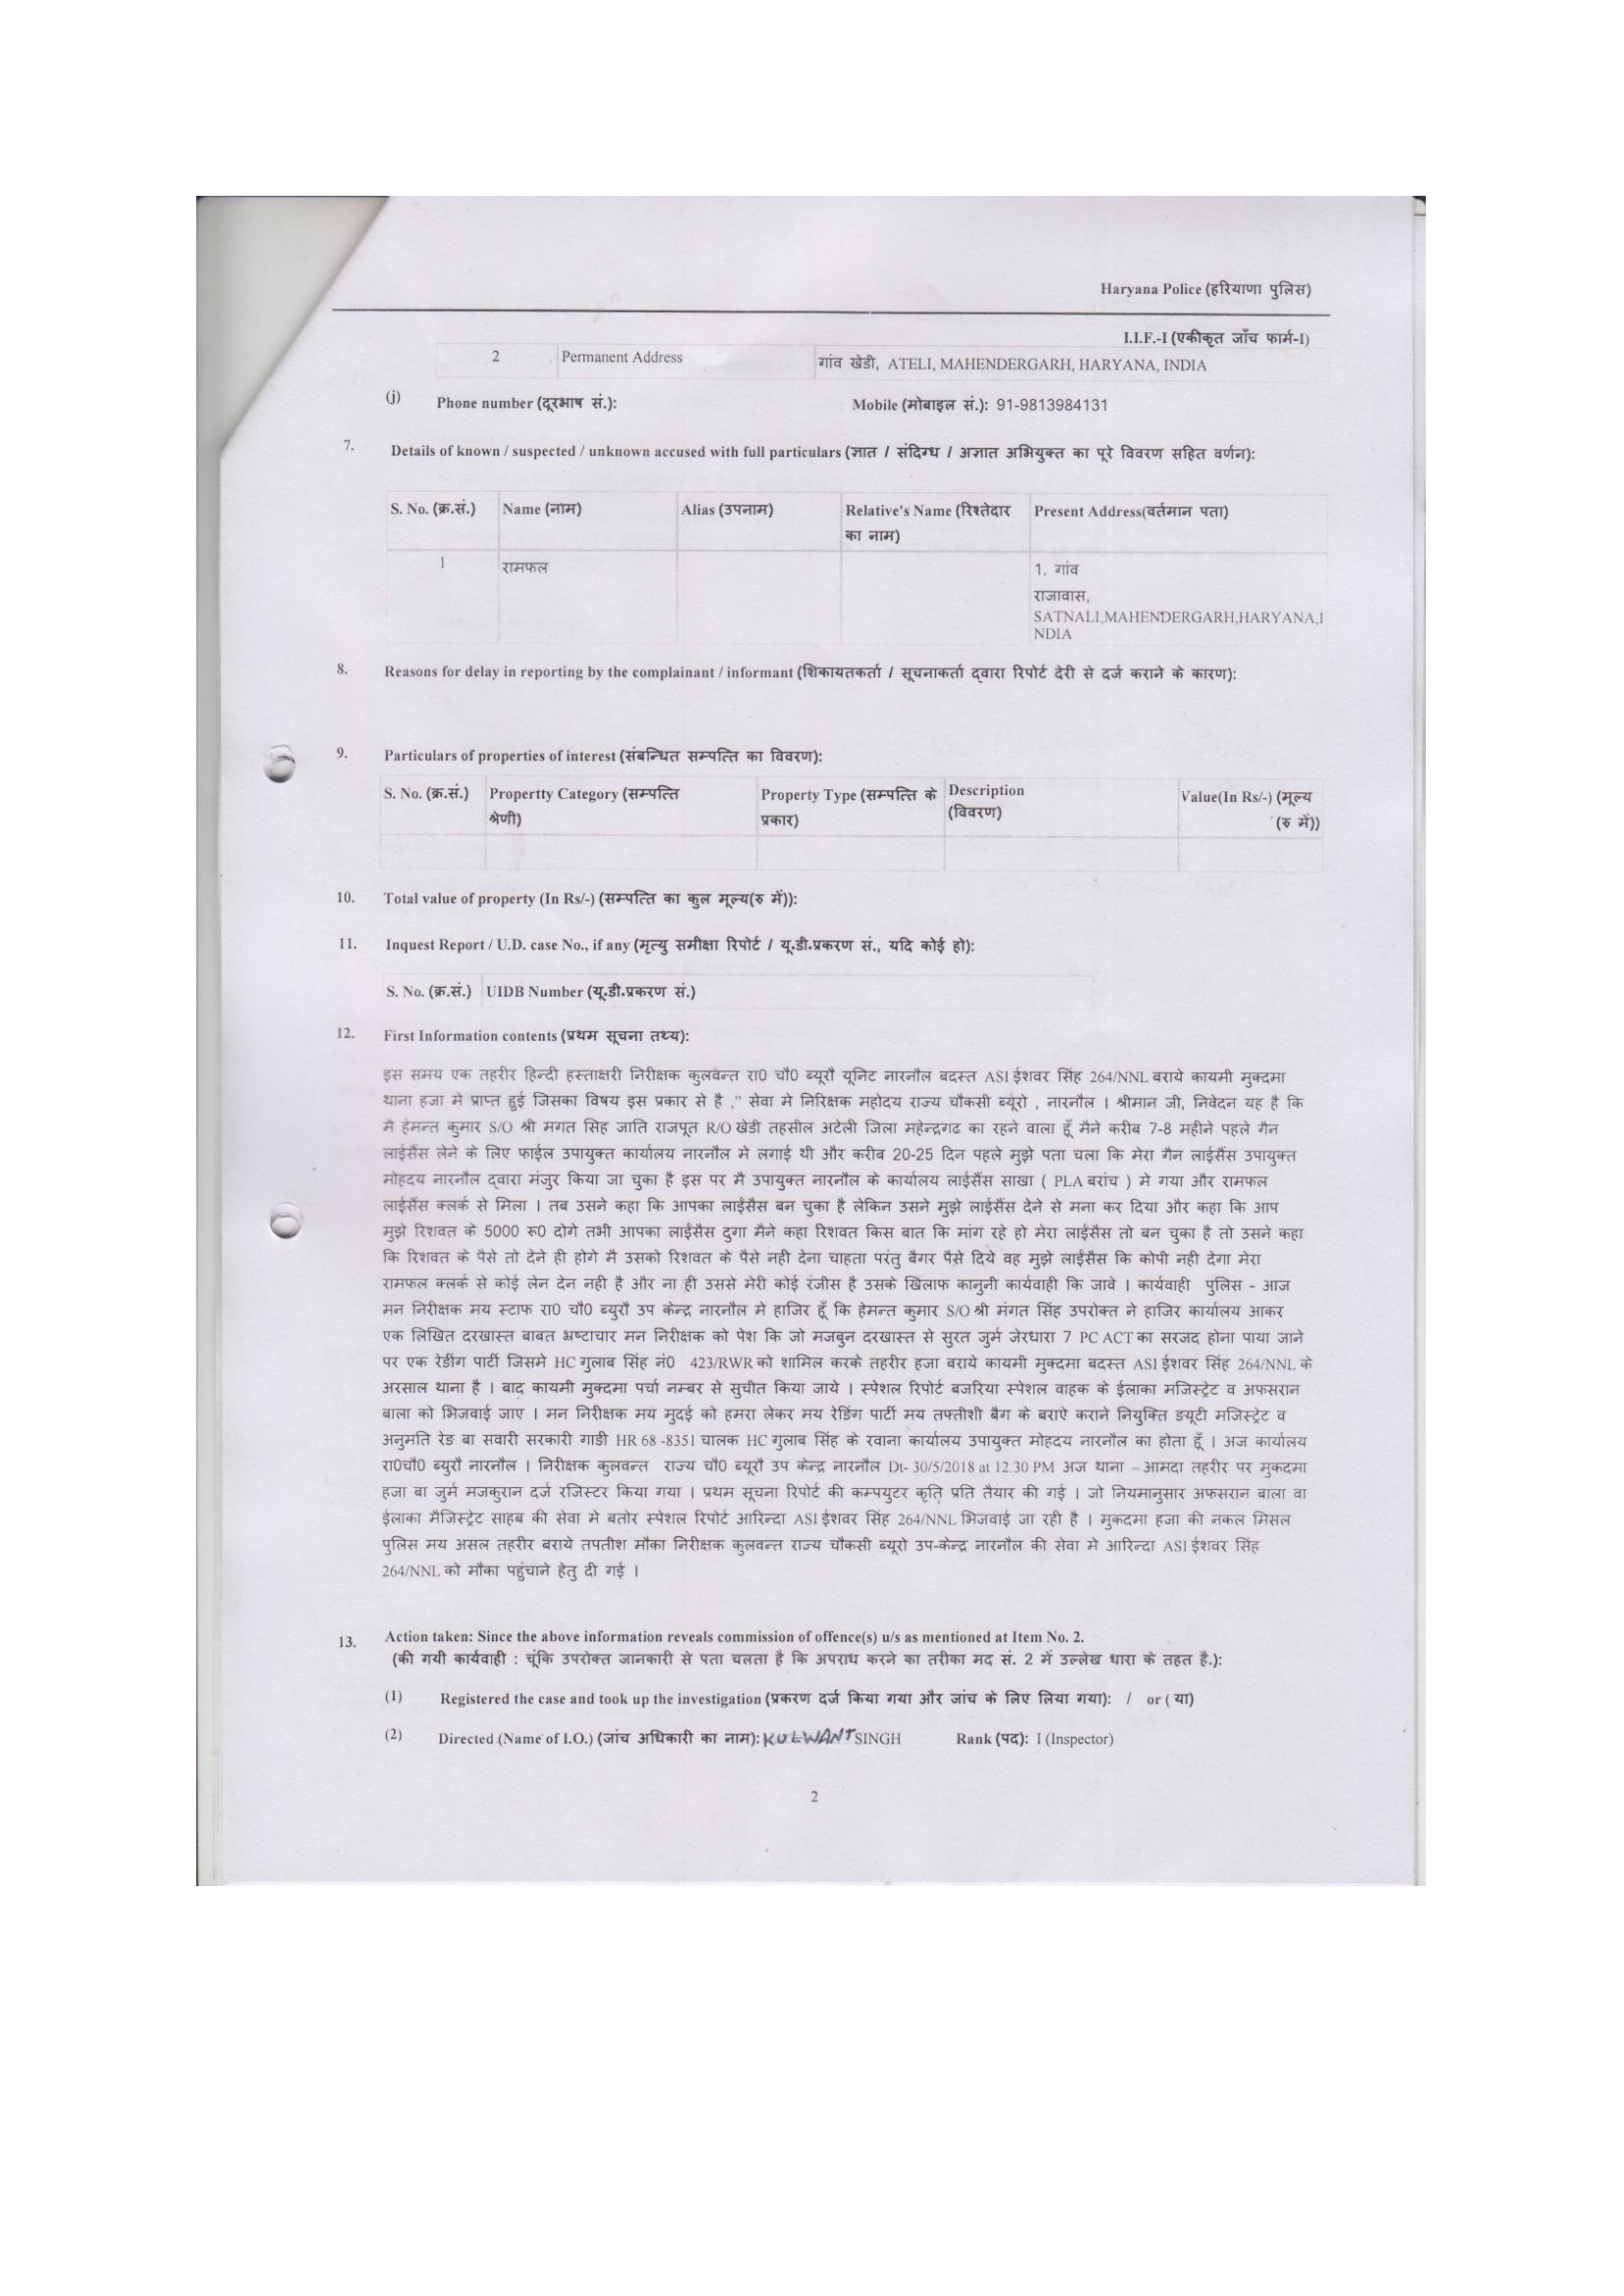 Haryana Police (हरियाणा पुलिस)
I.I.F.-I (एकीकृत जाँच फार्म-I)
2 Permanent Address गांव खेडी, ATELI, MAHENDERGARH, HARYANA, INDIA
(j) Phone number (दूरभाष सं.): Mobile (मोबाइल सं.): 91-9813984131
7. Details of known / suspected / unknown accused with full particulars (ज्ञात / संदिग्ध / अज्ञात अभियुक्त का पूरे विवरण सहित वर्णन):
S. No. (क्र.सं.) Name (नाम) Alias (उपनाम) Relative's Name (रिश्तेदार का नाम) Present Address(वर्तमान पता)
1 रामफल 1. गांव
राजावास,
SATNALI,MAHENDERGARH,HARYANA,I
NDIA
8. Reasons for delay in reporting by the complainant / informant (शिकायतकर्ता / सूचनाकर्ता द्वारा रिपोर्ट देरी से दर्ज कराने के कारण):
9. Particulars of properties of interest (संबन्धित सम्पत्ति का विवरण):
S. No. (क्र.सं.) Propertty Category (सम्पत्ति श्रेणी) Property Type (सम्पत्ति के प्रकार) Description (विवरण) Value(In Rs/-) (मूल्य (रु में))
10. Total value of property (In Rs/-) (सम्पत्ति का कुल मूल्य(रु में)):
11. Inquest Report / U.D. case No., if any (मृत्यु समीक्षा रिपोर्ट / यू.डी.प्रकरण सं., यदि कोई हो):
S. No. (क्र.सं.) UIDB Number (यू.डी.प्रकरण सं.)
12. First Information contents (प्रथम सूचना तथ्य):
इस समय एक तहरीर हिन्दी हस्ताक्षरी निरीक्षक कुलवन्त रा0 चौ0 ब्यूरौ यूनिट नारनौल बदस्त ASI ईशवर सिंह 264/NNL बराये कायमी मुक्दमा
थाना हजा मे प्राप्त हुई जिसका विषय इस प्रकार से है ," सेवा मे निरिक्षक महोदय राज्य चौकसी ब्यूरो , नारनौल । श्रीमान जी, निवेदन यह है कि
मै हेमन्त कुमार S/O श्री मगत सिह जाति राजपूत R/O खेडी तहसील अटेली जिला महेन्द्रगढ का रहने वाला हूँ मैने करीब 7-8 महीने पहले गैन
लाईसैंस लेने के लिए फाईल उपायुक्त कार्यालय नारनौल मे लगाई थी और करीब 20-25 दिन पहले मुझे पता चला कि मेरा गैन लाईसैंस उपायुक्त
मोहदय नारनौल द्वारा मंजुर किया जा चुका है इस पर मै उपायुक्त नारनौल के कार्यालय लाईसैंस साखा ( PLA बरांच ) मे गया और रामफल
लाईसैंस क्लर्क से मिला । तब उसने कहा कि आपका लाईसैंस बन चुका है लेकिन उसने मुझे लाईसैंस देने से मना कर दिया और कहा कि आप
मुझे रिशवत के 5000 रू0 दोगे तभी आपका लाईसैंस दुगा मैने कहा रिशवत किस बात कि मांग रहे हो मेरा लाईसैंस तो बन चुका है तो उसने कहा
कि रिशवत के पैसे तो देने ही होगे मै उसको रिशवत के पैसे नही देना चाहता परंतु बैगर पैसे दिये वह मुझे लाईसैंस कि कोपी नही देगा मेरा
रामफल क्लर्क से कोई लेन देन नही है और ना ही उससे मेरी कोई रंजीस है उसके खिलाफ कानुनी कार्यवाही कि जावे । कार्यवाही पुलिस - आज
मन निरीक्षक मय स्टाफ रा0 चौ0 ब्युरौ उप केन्द्र नारनौल मे हाजिर हूँ कि हेमन्त कुमार S/O श्री मंगत सिंह उपरोक्त ने हाजिर कार्यालय आकर
एक लिखित दरखास्त बाबत भ्रष्टाचार मन निरीक्षक को पेश कि जो मजबुन दरखास्त से सुरत जुर्म जेरधारा 7 PC ACT का सरजद होना पाया जाने
पर एक रेडींग पार्टी जिसमे HC गुलाब सिंह नं0 423/RWR को शामिल करके तहरीर हजा बराये कायमी मुक्दमा बदस्त ASI ईशवर सिंह 264/NNL के
अरसाल थाना है । बाद कायमी मुक्दमा पर्चा नम्बर से सुचीत किया जाये । स्पेशल रिपोर्ट बजरिया स्पेशल वाहक के ईलाका मजिस्ट्रेट व अफसरान
बाला को भिजवाई जाए । मन निरीक्षक मय मुदई को हमरा लेकर मय रेडिंग पार्टी मय तफ्तीशी बैग के बराऐ कराने नियुक्ति डयूटी मजिस्ट्रेट व
अनुमति रेड बा सवारी सरकारी गाडी HR 68 -8351 चालक HC गुलाब सिंह के रवाना कार्यालय उपायुक्त मोहदय नारनौल का होता हूँ । अज कार्यालय
रा0चौ0 ब्युरौ नारनौल । निरीक्षक कुलवन्त राज्य चौ0 ब्यूरौ उप केन्द्र नारनौल Dt- 30/5/2018 at 12.30 PM अज थाना – आमदा तहरीर पर मुकदमा
हजा बा जुर्म मजकुरान दर्ज रजिस्टर किया गया । प्रथम सूचना रिपोर्ट की कम्पयुटर कृति प्रति तैयार की गई । जो नियमानुसार अफसरान बाला वा
ईलाका मैजिस्ट्रेट साहब की सेवा मे बतोर स्पेशल रिपोर्ट आरिन्दा ASI ईशवर सिंह 264/NNL भिजवाई जा रही है । मुकदमा हजा की नकल मिसल
पुलिस मय असल तहरीर बराये तपतीश मौका निरीक्षक कुलवन्त राज्य चौकसी ब्यूरो उप-केन्द्र नारनौल की सेवा मे आरिन्दा ASI ईशवर सिंह
264/NNL को मौका पहुंचाने हेतु दी गई ।
13. Action taken: Since the above information reveals commission of offence(s) u/s as mentioned at Item No. 2.
(की गयी कार्यवाही : चूंकि उपरोक्त जानकारी से पता चलता है कि अपराध करने का तरीका मद सं. 2 में उल्लेख धारा के तहत है.):
(1) Registered the case and took up the investigation (प्रकरण दर्ज किया गया और जांच के लिए लिया गया): / or ( या)
(2) Directed (Name of I.O.) (जांच अधिकारी का नाम): KULWANT SINGH Rank (पद): I (Inspector)
2